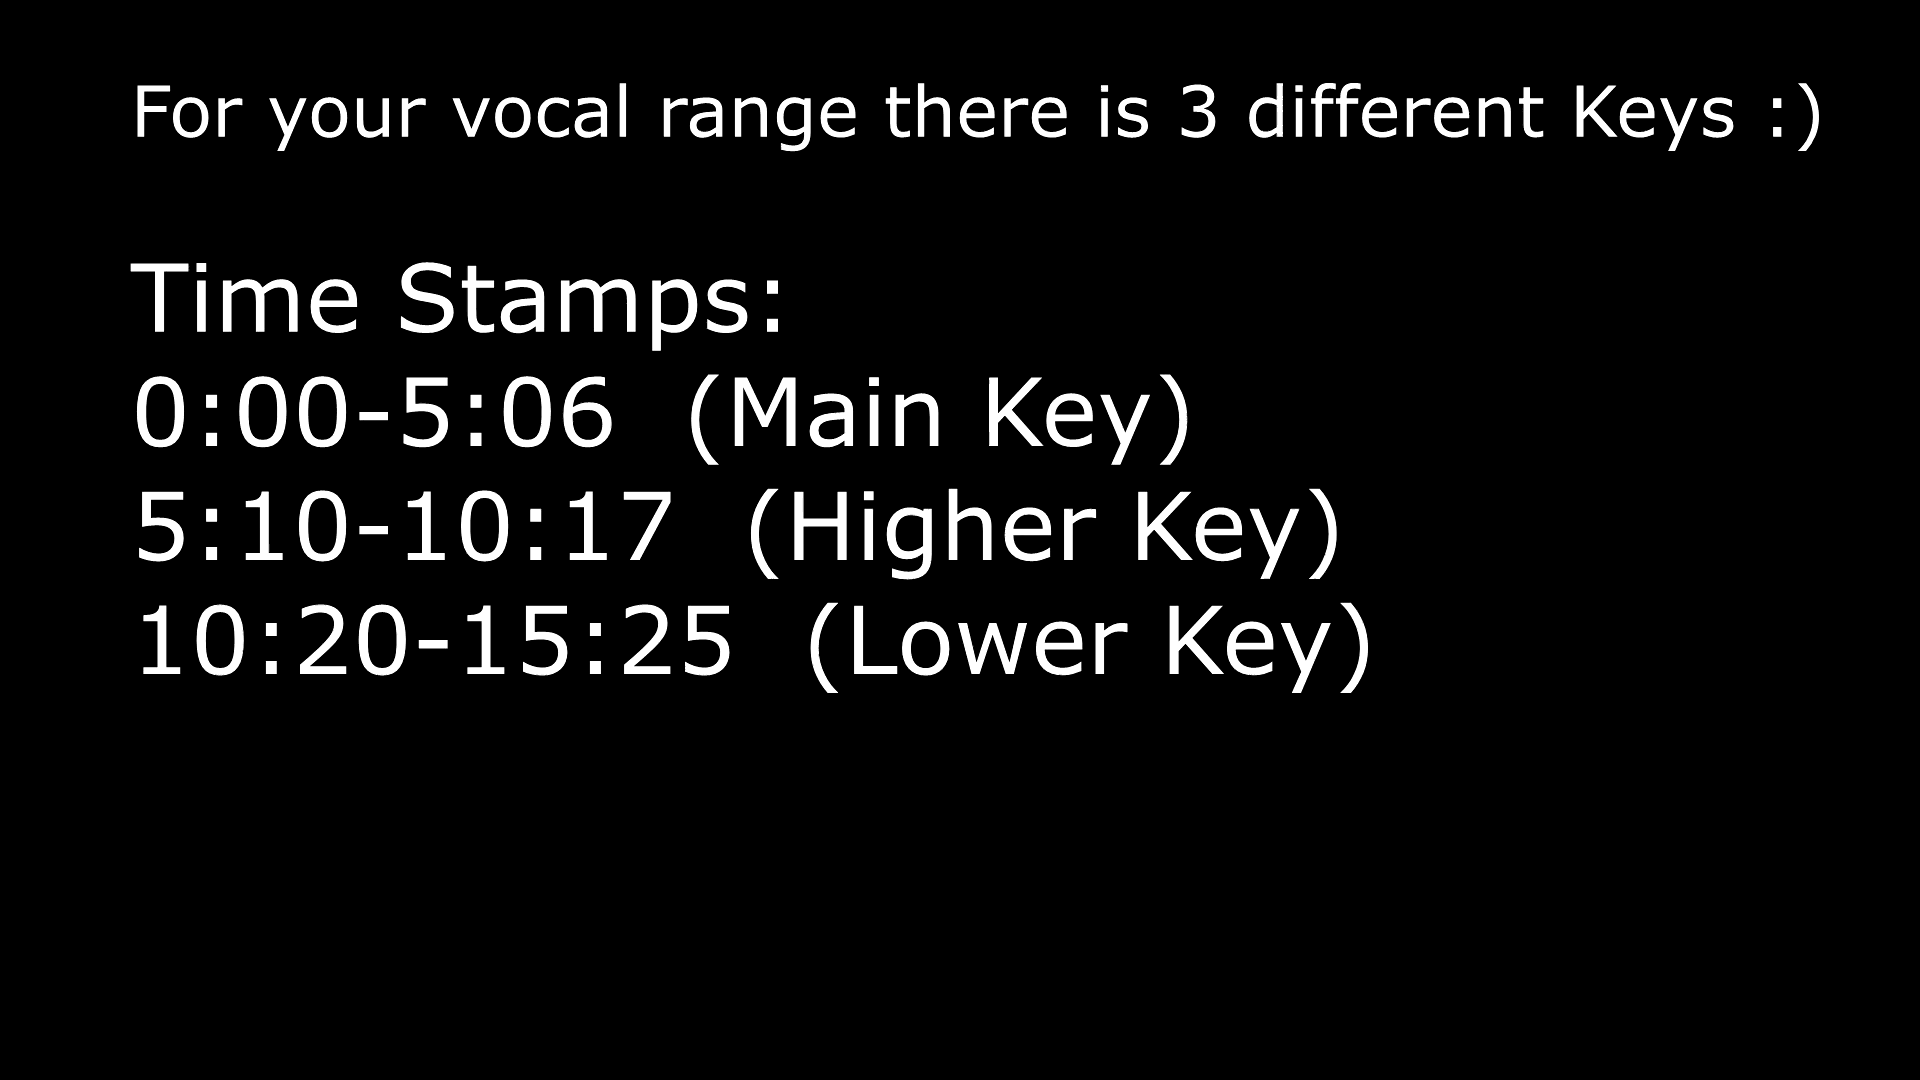 For your vocal range there is 3 different Keys :)
Time Stamps:
0:00-5:06 (Main Key)
5:10-10:17 (Higher Key)
10:20-15:25 (Lower Key)